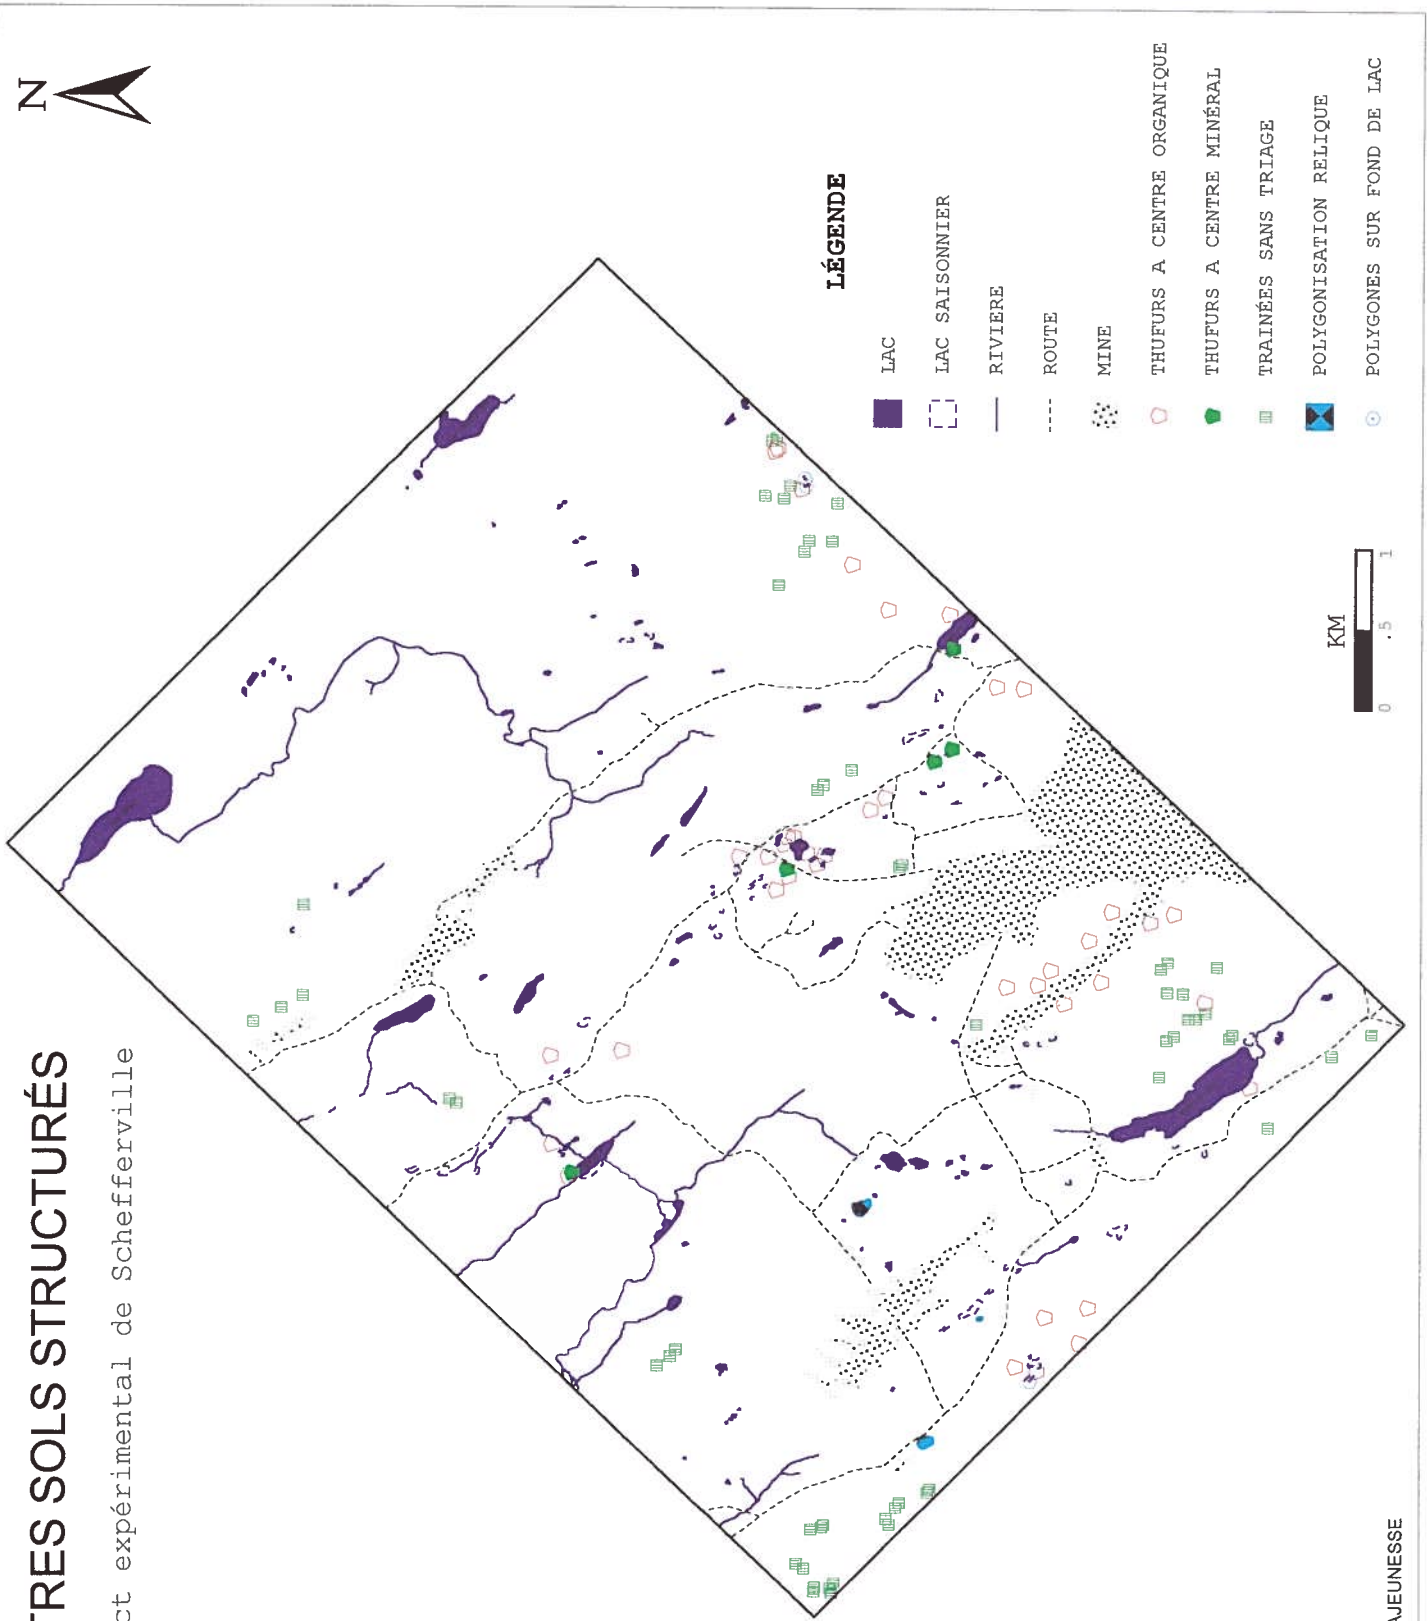 TRES SOLS STRUCTURÉS
ct expérimental de Schefferville
N
LÉGENDE
LAC
LAC SAISONNIER
RIVIERE
ROUTE
MINE
THUFURS A CENTRE ORGANIQUE
THUFURS A CENTRE MINÉRAL
TRAINÉES SANS TRIAGE
POLYGONISATION RELIQUE
POLYGONES SUR FOND DE LAC
KM
0 .5 1
AJEUNESSE